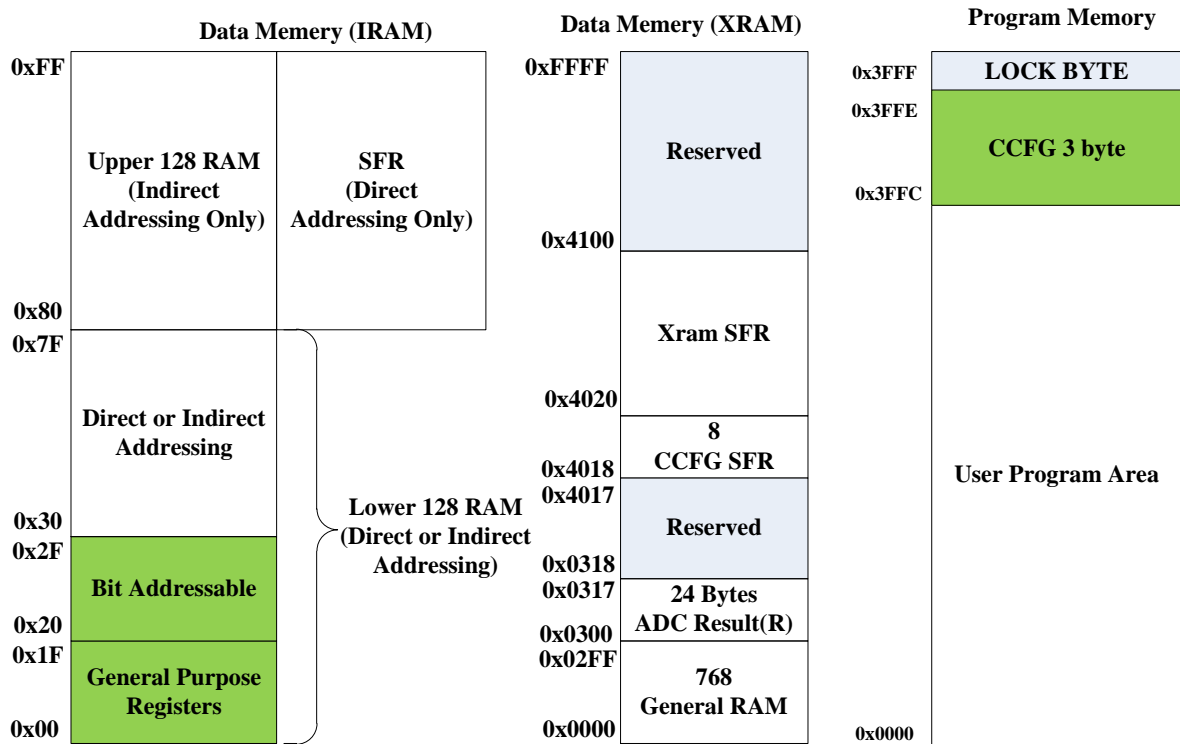 Data Memery (IRAM)
0xFF
Upper 128 RAM
(Indirect
Addressing Only)
SFR
(Direct
Addressing Only)
0x80
0x7F
Direct or Indirect
Addressing
0x30
0x2F
Bit Addressable
0x20
0x1F
General Purpose
Registers
0x00
Lower 128 RAM
(Direct or Indirect
Addressing)
Data Memery (XRAM)
0xFFFF
Reserved
0x4100
Xram SFR
0x4020
8
CCFG SFR
0x4018
0x4017
Reserved
0x0318
0x0317
24 Bytes
ADC Result(R)
0x0300
0x02FF
768
General RAM
0x0000
Program Memory
0x3FFF
LOCK BYTE
0x3FFE
CCFG 3 byte
0x3FFC
User Program Area
0x0000